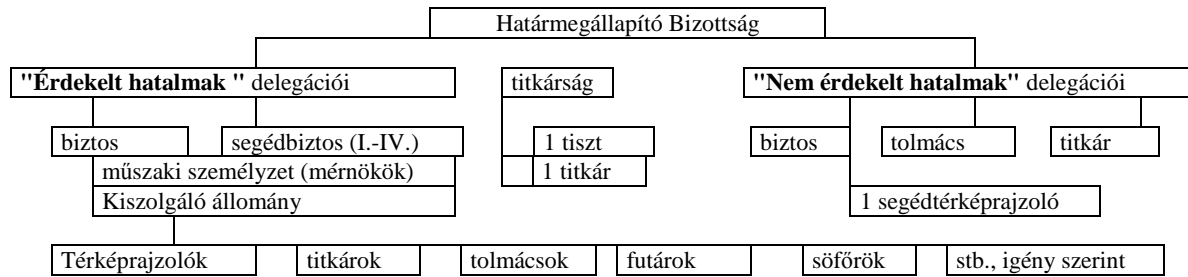 Határmegállapító Bizottság
"Érdekelt hatalmak " delegációi
titkárság
"Nem érdekelt hatalmak" delegációi
biztos
segédbiztos (I.-IV.)
1 tiszt
biztos
tolmács
titkár
műszaki személyzet (mérnökök)
1 titkár
Kiszolgáló állomány
1 segédtérképrajzoló
Térképrajzolók
titkárok
tolmácsok
futárok
söfőrök
stb., igény szerint